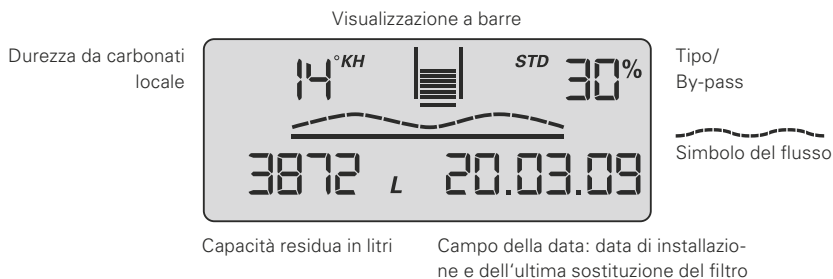 Visualizzazione a barre
Durezza da carbonati
locale
14 °KH
STD 30%
Tipo/
By-pass
Simbolo del flusso
3872 L 20.03.09
Capacità residua in litri
Campo della data: data di installazio-
ne e dell‘ultima sostituzione del filtro